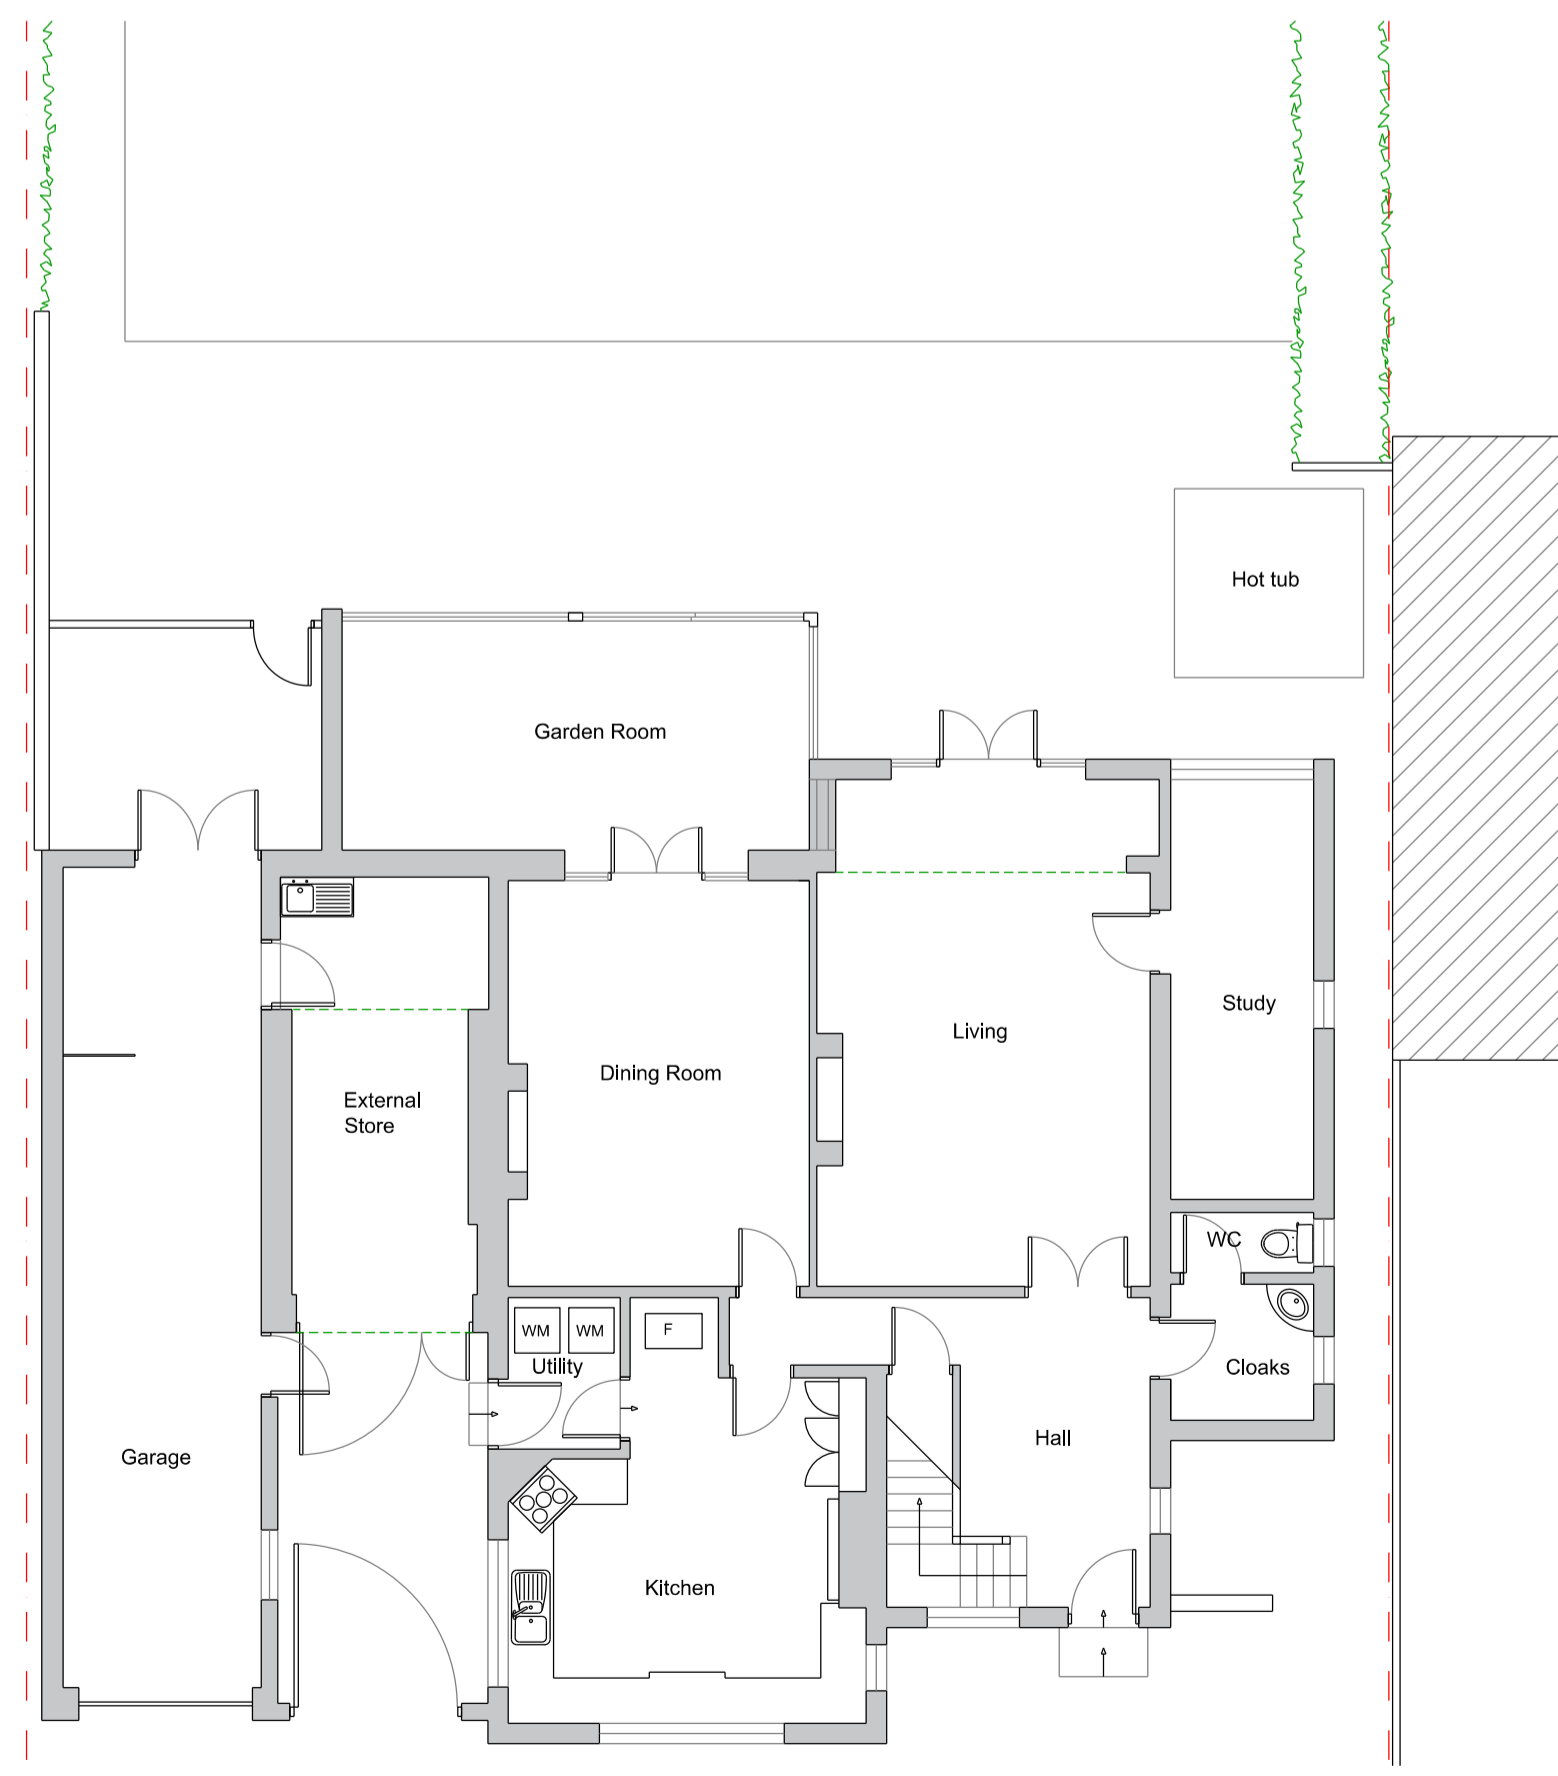 Hot tub
Garden Room
Study
Living
Dining Room
External
Store
WC
WM
WM
F
Utility
Cloaks
Hall
Garage
Kitchen